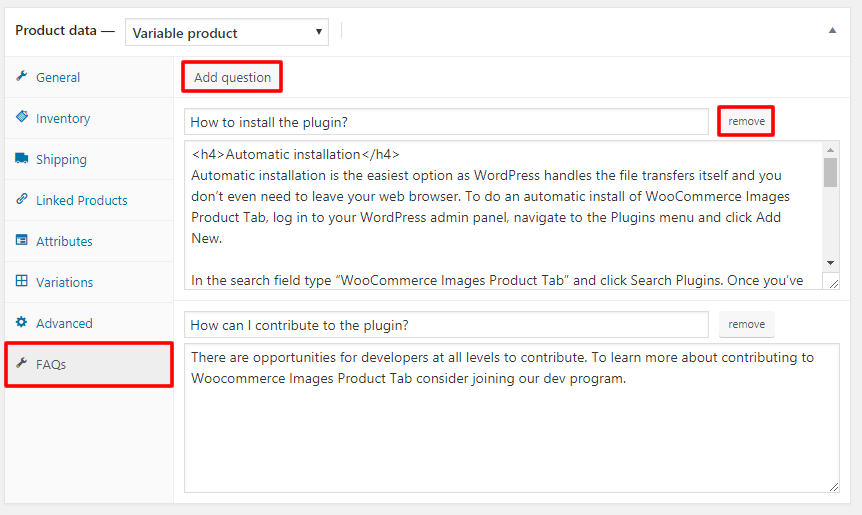 Product data — Variable product
General
Inventory
Shipping
Linked Products
Attributes
Variations
Advanced
FAQs
Add question
How to install the plugin?
remove
<h4>Automatic installation</h4>
Automatic installation is the easiest option as WordPress handles the file transfers itself and you
don’t even need to leave your web browser. To do an automatic install of WooCommerce Images
Product Tab, log in to your WordPress admin panel, navigate to the Plugins menu and click Add
New.
In the search field type “WooCommerce Images Product Tab” and click Search Plugins. Once you’ve
How can I contribute to the plugin?
remove
There are opportunities for developers at all levels to contribute. To learn more about contributing to
Woocommerce Images Product Tab consider joining our dev program.